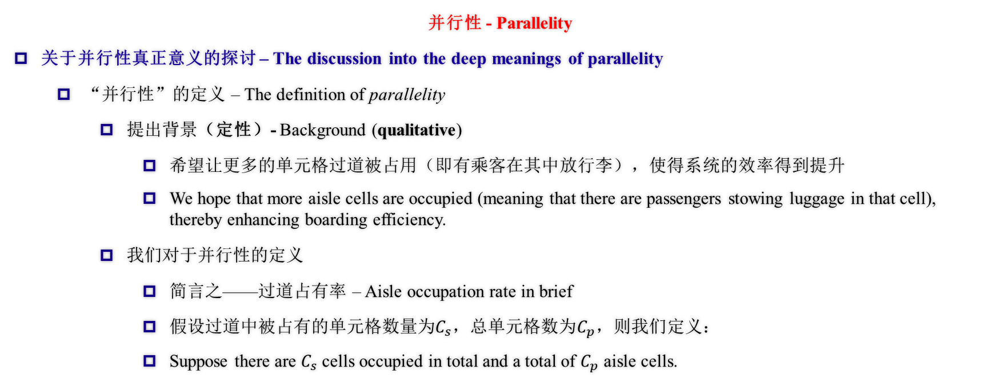 并行性 - Parallelity
关于并行性真正意义的探讨 – The discussion into the deep meanings of parallelity
“并行性”的定义 – The definition of parallelity
提出背景（定性）- Background (qualitative)
希望让更多的单元格过道被占用（即有乘客在其中放行李），使得系统的效率得到提升
We hope that more aisle cells are occupied (meaning that there are passengers stowing luggage in that cell),
thereby enhancing boarding efficiency.
我们对于并行性的定义
简言之——过道占有率 – Aisle occupation rate in brief
假设过道中被占有的单元格数量为C_s，总单元格数为C_p，则我们定义：
Suppose there are C_s cells occupied in total and a total of C_p aisle cells.